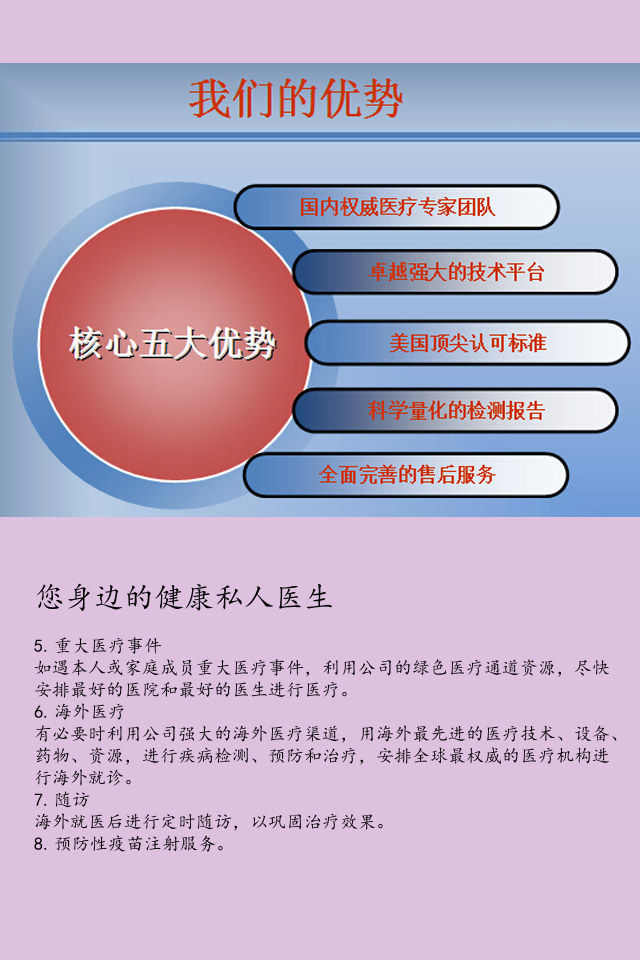 我们的优势
国内权威医疗专家团队
卓越强大的技术平台
核心五大优势
美国顶尖认可标准
科学量化的检测报告
全面完善的售后服务
您身边的健康私人医生
5. 重大医疗事件
如遇本人或家庭成员重大医疗事件，利用公司的绿色医疗通道资源，尽快
安排最好的医院和最好的医生进行医疗。
6. 海外医疗
有必要时利用公司强大的海外医疗渠道，用海外最先进的医疗技术、设备、
药物、资源，进行疾病检测、预防和治疗，安排全球最权威的医疗机构进
行海外就诊。
7. 随访
海外就医后进行定时随访，以巩固治疗效果。
8. 预防性疫苗注射服务。